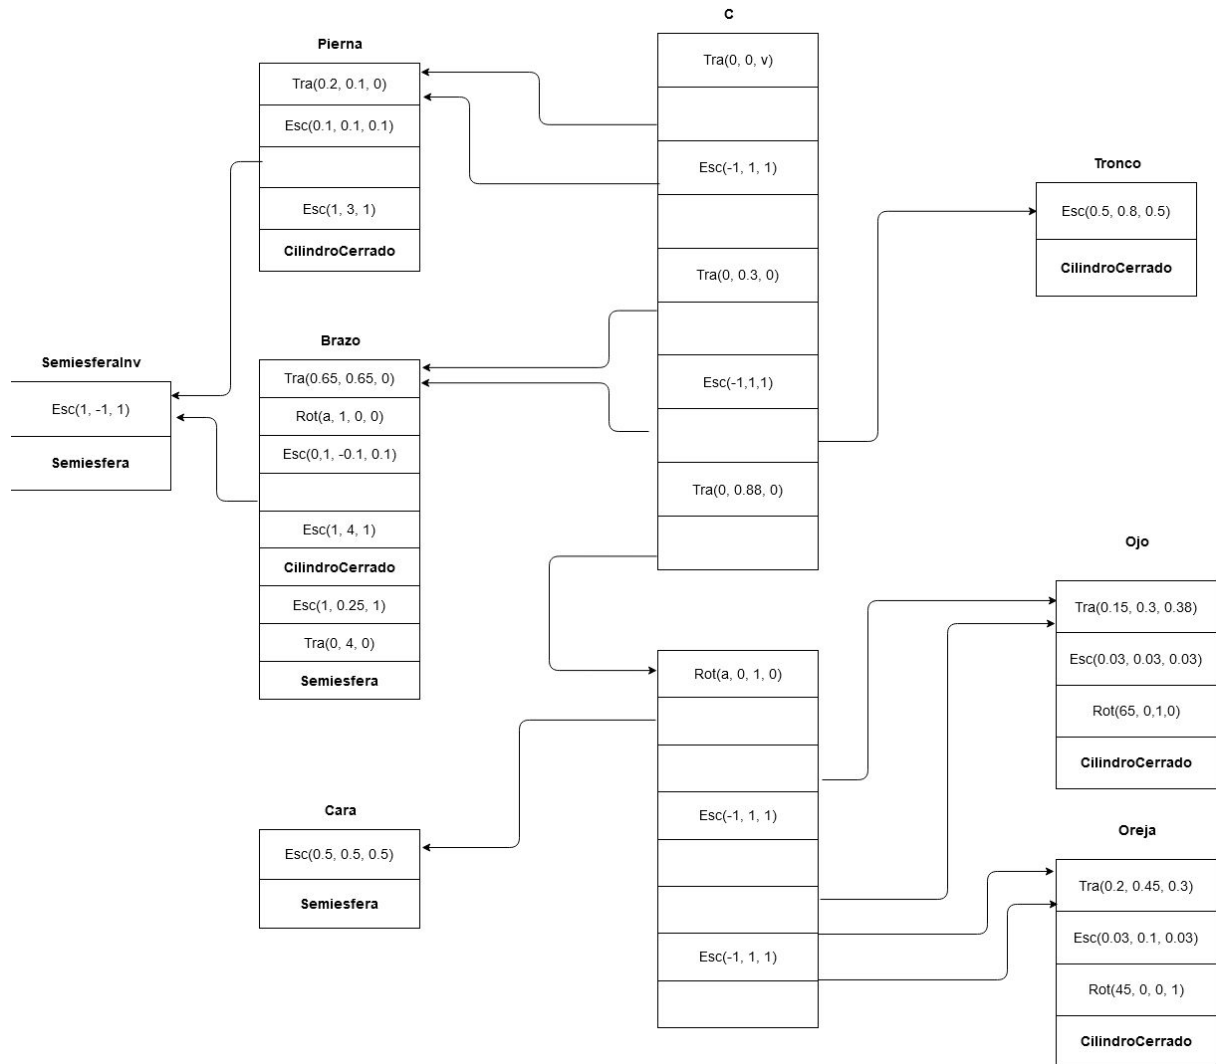 C
Tra(0, 0, v)
Esc(-1, 1, 1)
Tra(0, 0.3, 0)
Esc(-1,1,1)
Tra(0, 0.88, 0)
Pierna
Tra(0.2, 0.1, 0)
Esc(0.1, 0.1, 0.1)
Esc(1, 3, 1)
CilindroCerrado
Tronco
Esc(0.5, 0.8, 0.5)
CilindroCerrado
SemiesferaInv
Esc(1, -1, 1)
Semiesfera
Brazo
Tra(0.65, 0.65, 0)
Rot(a, 1, 0, 0)
Esc(0,1, -0.1, 0.1)
Esc(1, 4, 1)
CilindroCerrado
Esc(1, 0.25, 1)
Tra(0, 4, 0)
Semiesfera
Rot(a, 0, 1, 0)
Esc(-1, 1, 1)
Esc(-1, 1, 1)
Ojo
Tra(0.15, 0.3, 0.38)
Esc(0.03, 0.03, 0.03)
Rot(65, 0,1,0)
CilindroCerrado
Cara
Esc(0.5, 0.5, 0.5)
Semiesfera
Oreja
Tra(0.2, 0.45, 0.3)
Esc(0.03, 0.1, 0.03)
Rot(45, 0, 0, 1)
CilindroCerrado